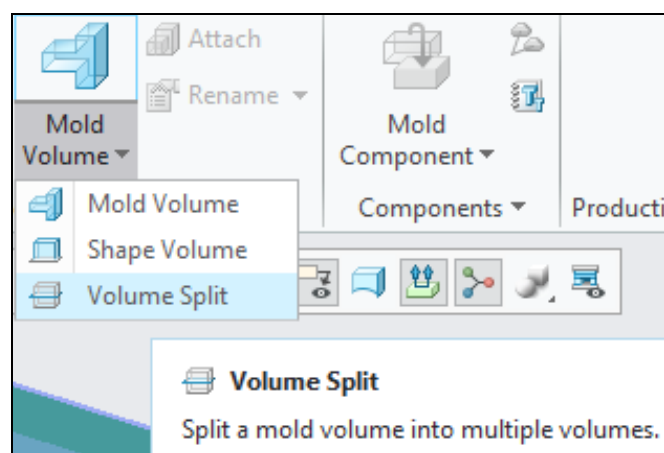 Attach
Rename
Mold
Volume
Mold
Component
Components
Producti
Mold Volume
Shape Volume
Volume Split
Volume Split
Split a mold volume into multiple volumes.